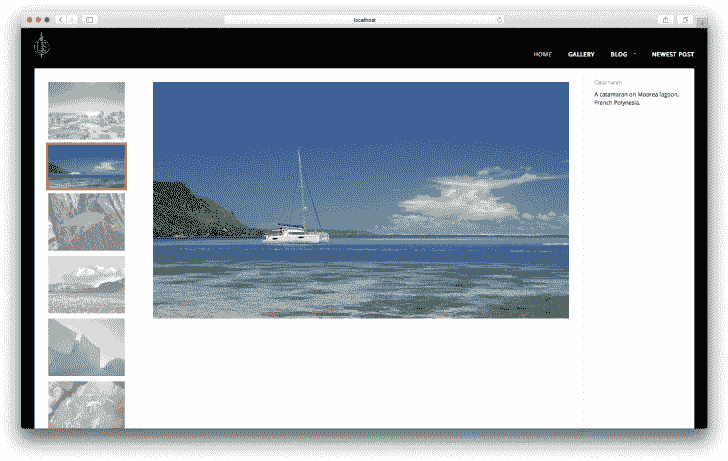 localhost
HOME GALLERY BLOG NEWEST POST
Catamaran
A catamaran on Moorea lagoon,
French Polynesia.